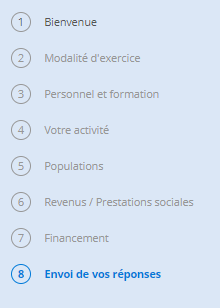 1 Bienvenue
2 Modalité d'exercice
3 Personnel et formation
4 Votre activité
5 Populations
6 Revenus / Prestations sociales
7 Financement
8 Envoi de vos réponses